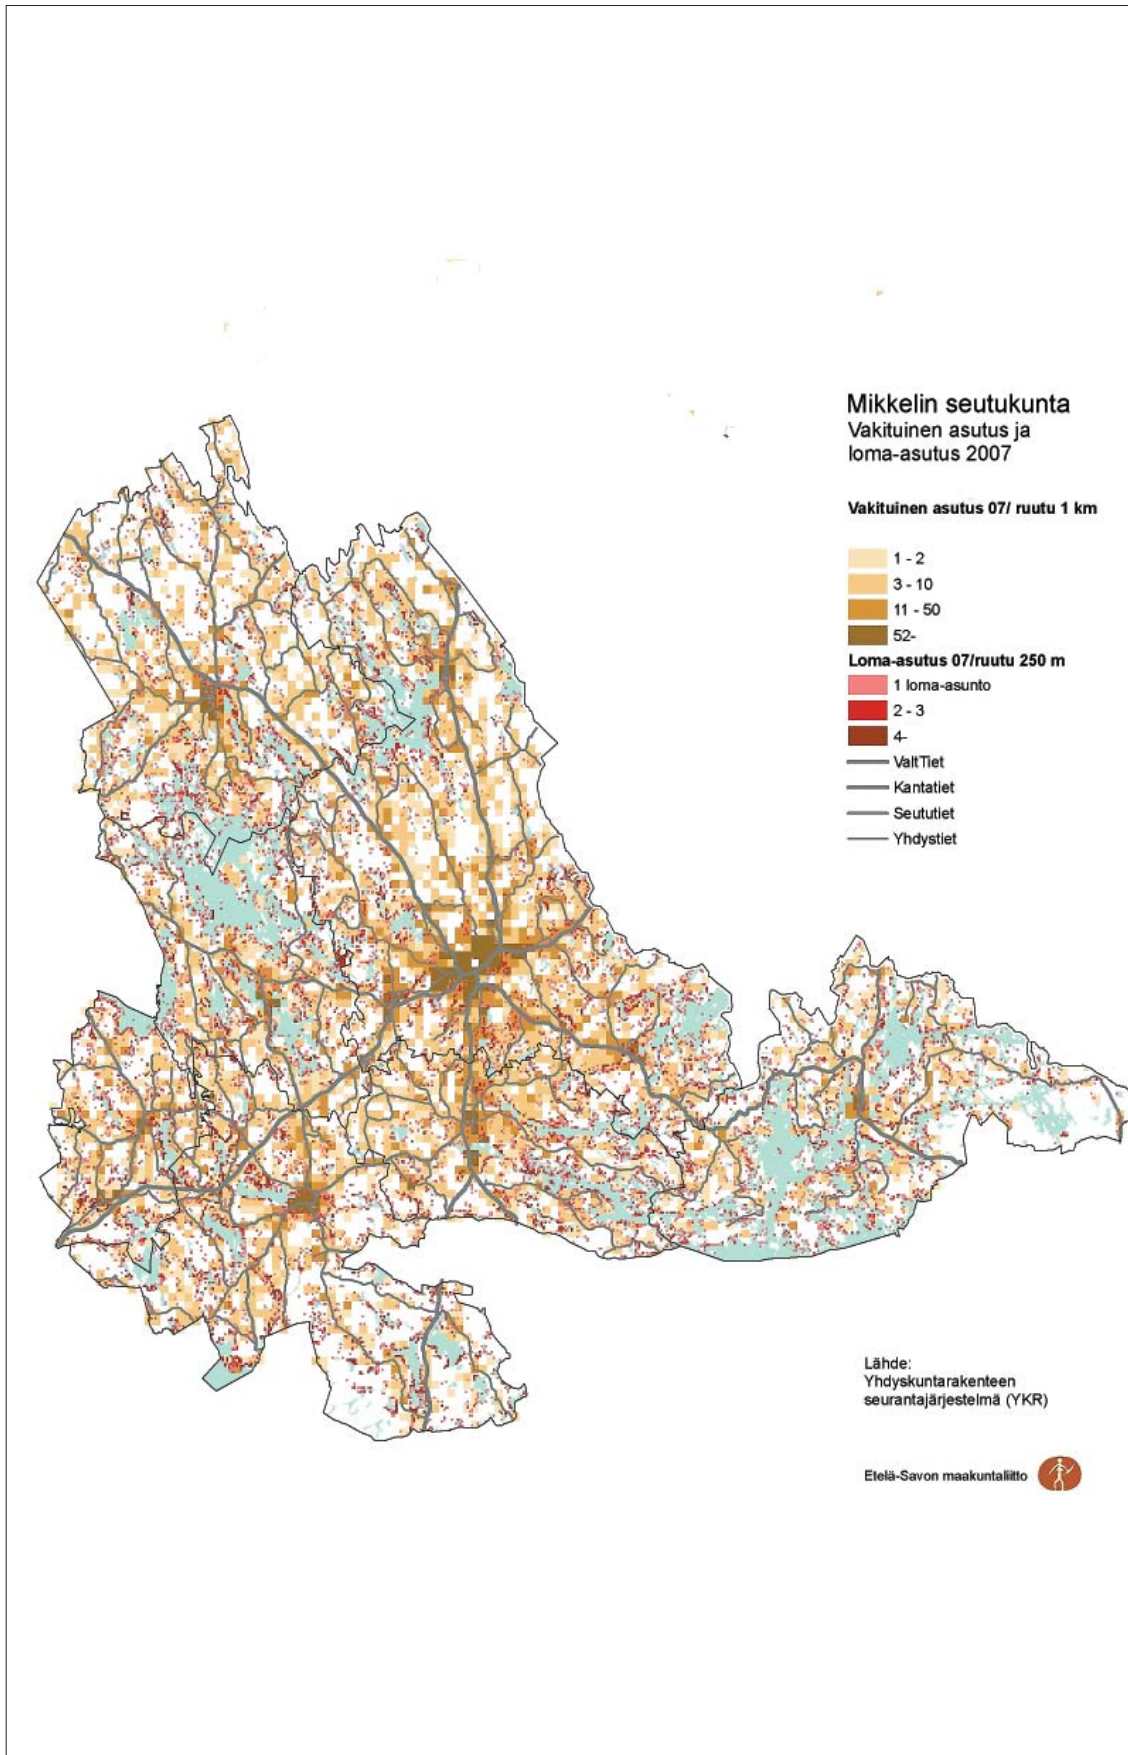 Mikkelin seutukunta
Vakituinen asutus ja
loma-asutus 2007
Vakituinen asutus 07/ ruutu 1 km
1 - 2
3 - 10
11 - 50
52-
Loma-asutus 07/ruutu 250 m
1 loma-asunto
2 - 3
4-
ValtTiet
Kantatiet
Seututiet
Yhdystiet
Lähde:
Yhdyskuntarakenteen
seurantajärjestelmä (YKR)
Etelä-Savon maakuntaliitto